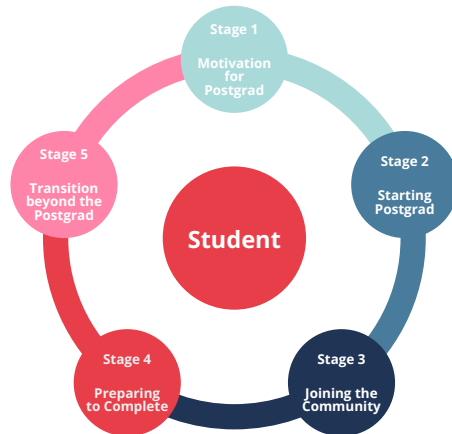 Stage 1
Motivation
for
Postgrad
Stage 2
Starting
Postgrad
Stage 3
Joining the
Community
Stage 4
Preparing
to Complete
Stage 5
Transition
beyond the
Postgrad
Student